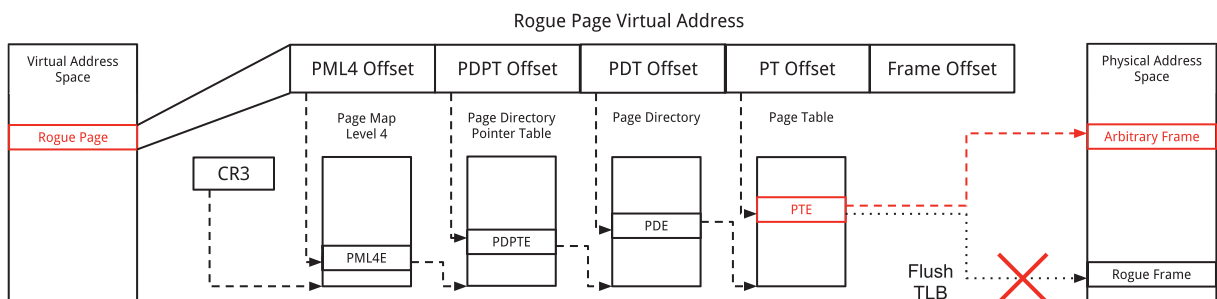 Rogue Page Virtual Address
Virtual Address
Space
PML4 Offset
PDPT Offset
PDT Offset
PT Offset
Frame Offset
Physical Address
Space
Page Map
Level 4
Page Directory
Pointer Table
Page Directory
Page Table
Rogue Page
Arbitrary Frame
CR3
PTE
PDE
PDPTE
PML4E
Flush
TLB
Rogue Frame